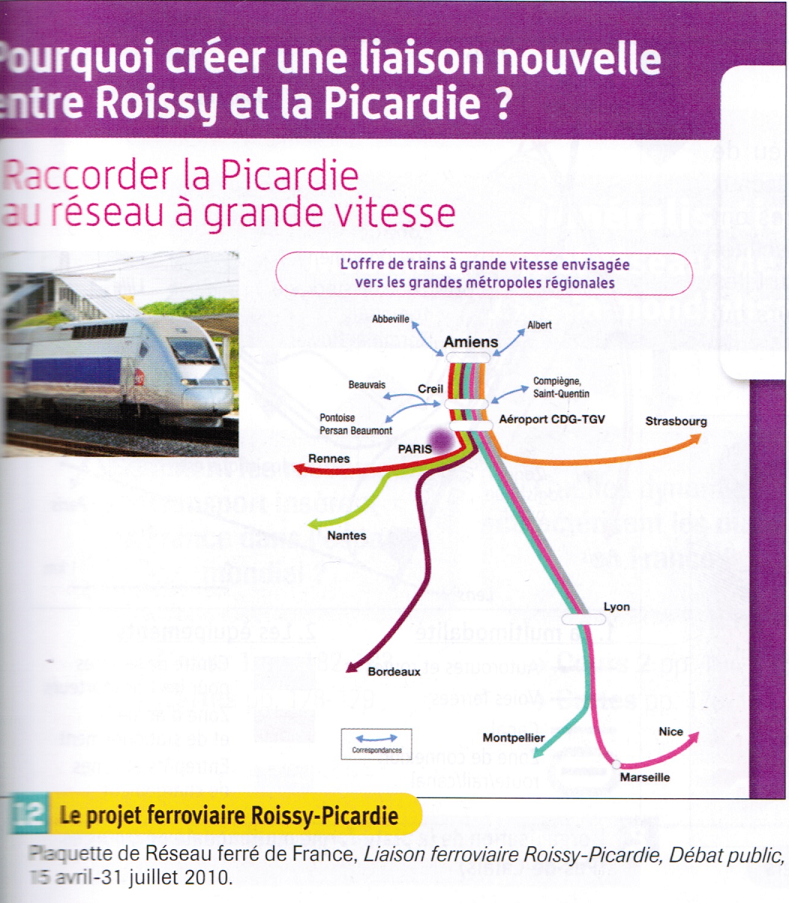 Pourquoi créer une liaison nouvelle
entre Roissy et la Picardie ?
Raccorder la Picardie
au réseau à grande vitesse
L'offre de trains à grande vitesse envisagée
vers les grandes métropoles régionales
Abbeville
Albert
Amiens
Beauvais
Creil
Compiègne,
Saint-Quentin
Pontoise
Persan Beaumont
Aéroport CDG-TGV
Strasbourg
PARIS
Rennes
Nantes
Lyon
Bordeaux
Montpellier
Nice
Correspondances
Marseille
12 Le projet ferroviaire Roissy-Picardie
Plaquette de Réseau ferré de France, Liaison ferroviaire Roissy-Picardie, Débat public,
15 avril-31 juillet 2010.